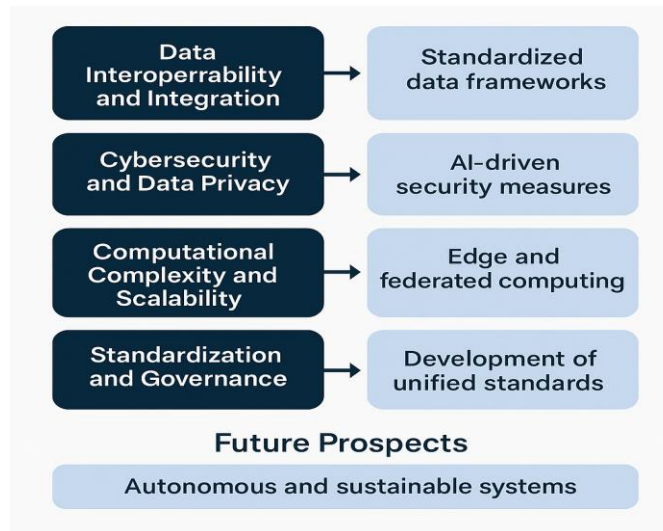 Data
Interoperrability
and Integration
Standardized
data frameworks
Cybersecurity
and Data Privacy
AI-driven
security measures
Computational
Complexity and
Scalability
Edge and
federated computing
Standardization
and Governance
Development of
unified standards
Future Prospects
Autonomous and sustainable systems